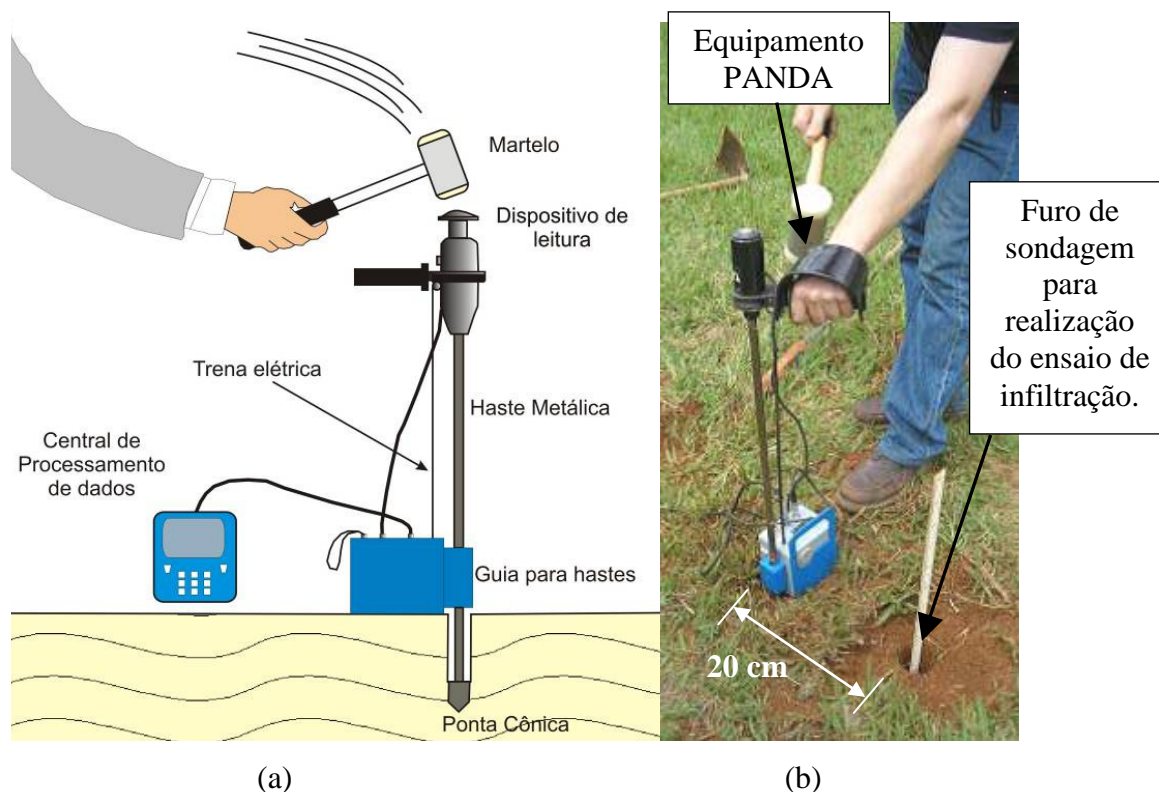 Martelo
Dispositivo de
leitura
Trena elétrica
Haste Metálica
Central de
Processamento
de dados
Guia para hastes
Ponta Cônica
(a)
Equipamento
PANDA
Furo de
sondagem
para
realização
do ensaio de
infiltração.
20 cm
(b)